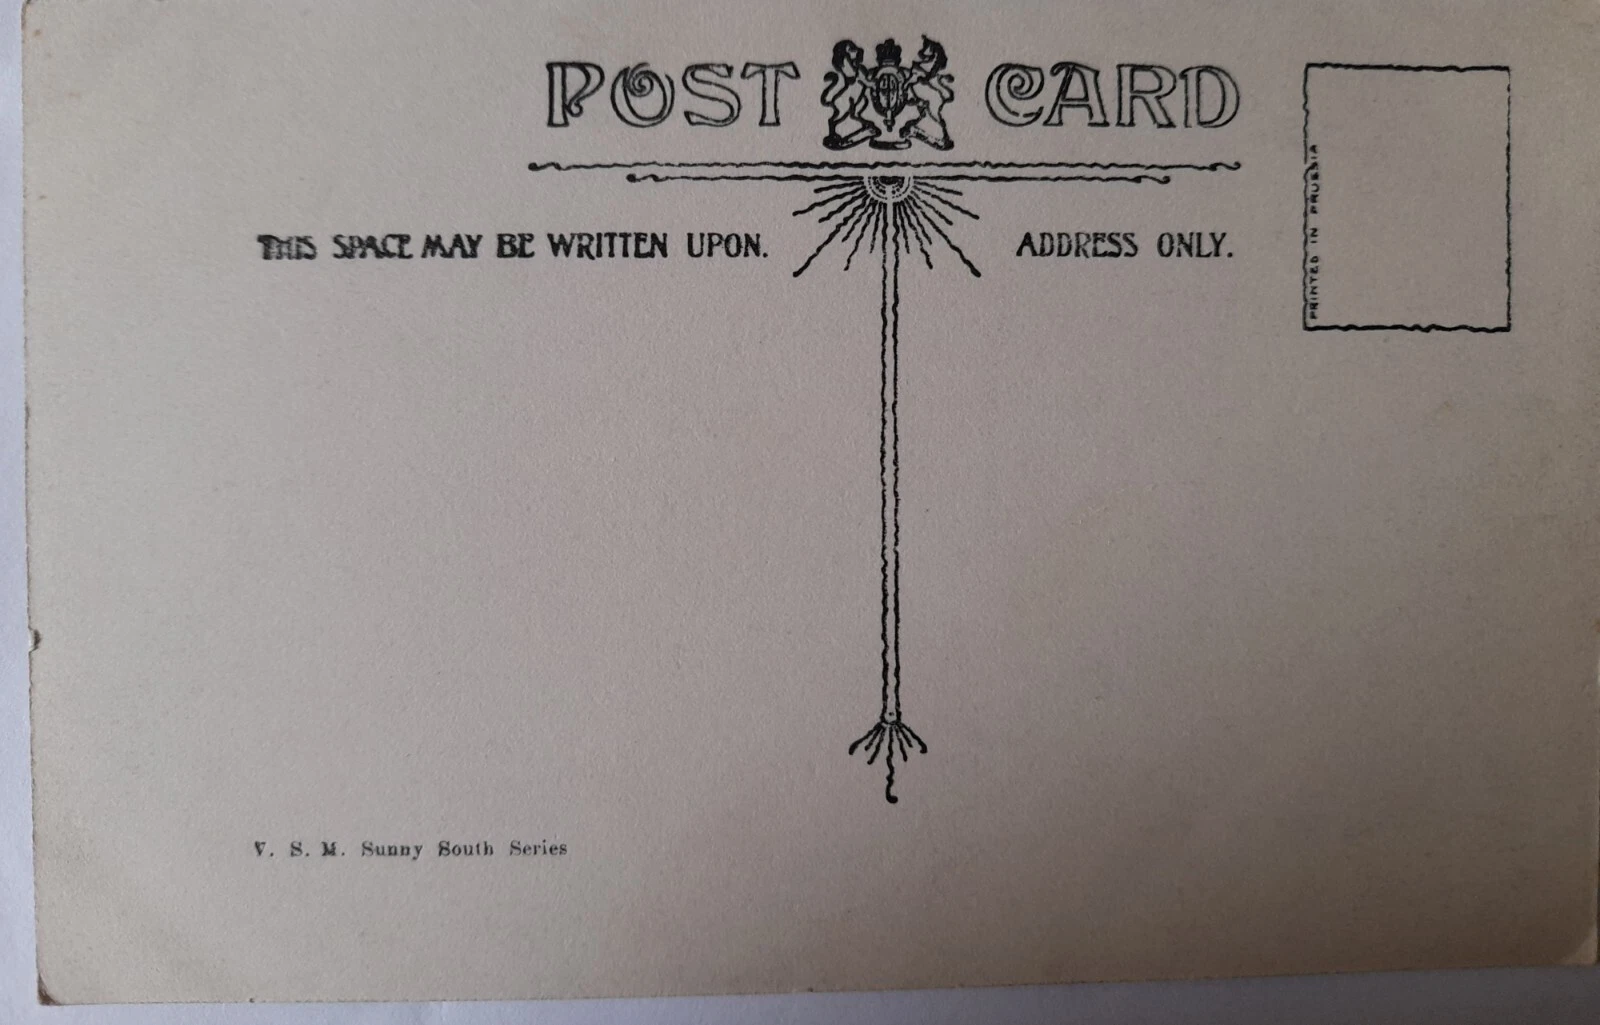 POST CARD
THIS SPACE MAY BE WRITTEN UPON.
ADDRESS ONLY.
PRINTED IN PRUSSIA
V. S. M. Sunny South Series